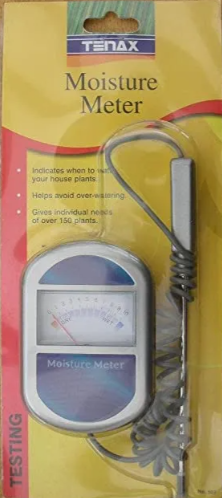 TENAX
Moisture
Meter
• Indicates when to
your house plants.
• Helps avoid over-watering.
• Gives individual needs
of over 150 plants.
Moisture Meter
TESTING